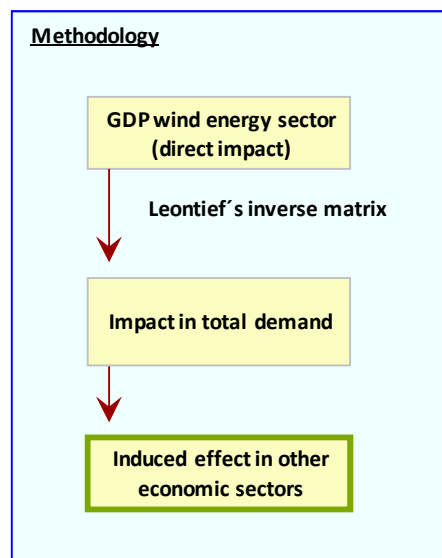 Methodology
GDP wind energy sector
(direct impact)
Leontief´s inverse matrix
Impact in total demand
Induced effect in other
economic sectors